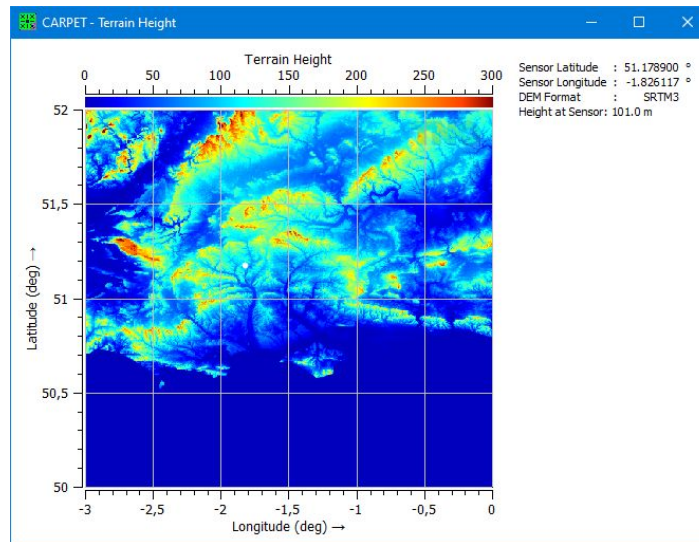 CARPET - Terrain Height
Terrain Height
0 50 100 150 200 250 300
Sensor Latitude : 51.178900 °
Sensor Longitude : -1.826117 °
DEM Format : SRTM3
Height at Sensor: 101.0 m
52
51,5
51
50,5
50
Latitude (deg) →
-3 -2,5 -2 -1,5 -1 -0,5 0
Longitude (deg) →